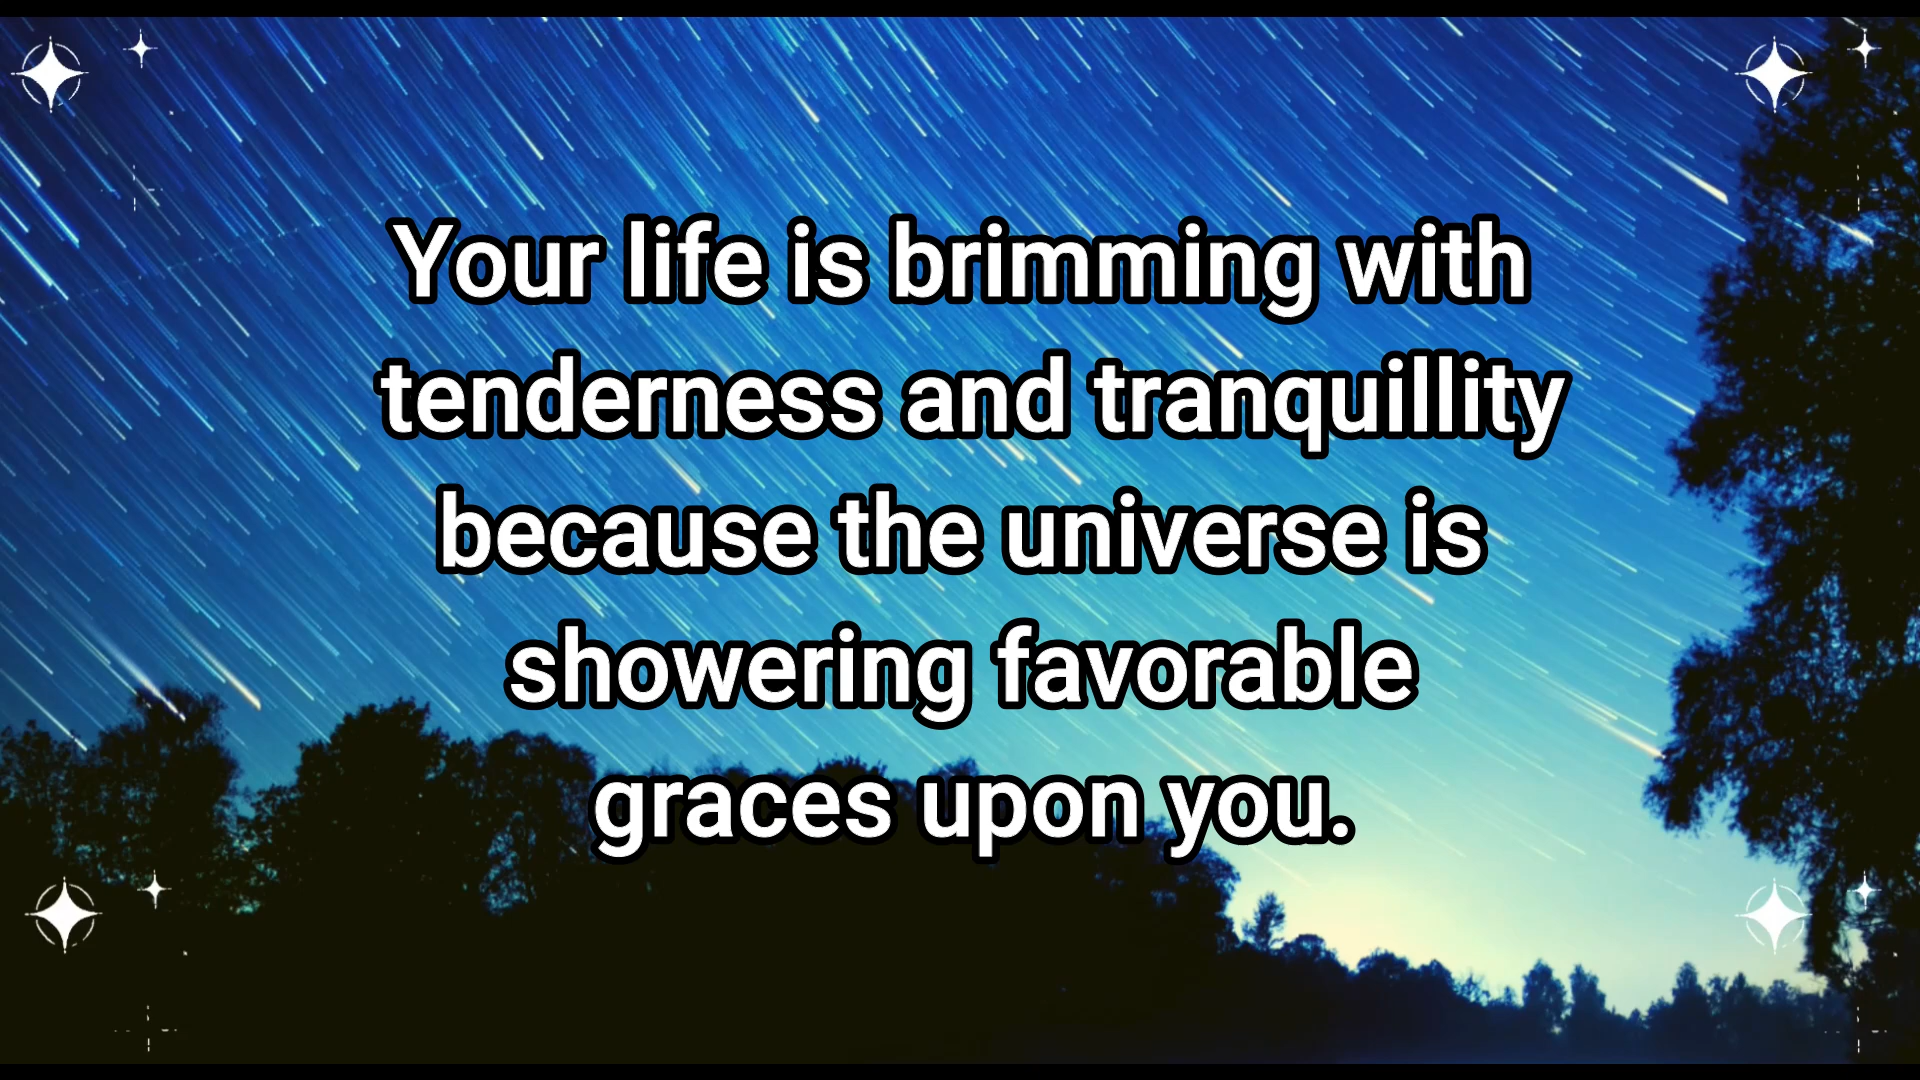 Your life is brimming with
tenderness and tranquillity
because the universe is
showering favorable
graces upon you.